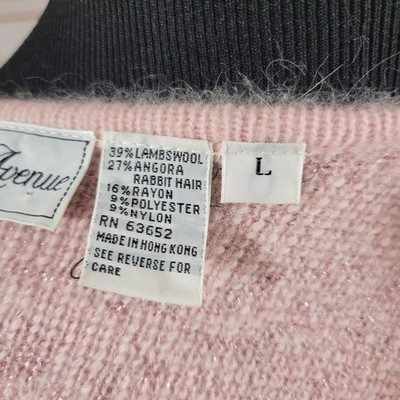 Avenue
39% LAMBSWOOL
27% ANGORA
RABBIT HAIR
16% RAYON
9% POLYESTER
9% NYLON
RN 63652
MADE IN HONG KONG
SEE REVERSE FOR
CARE
L